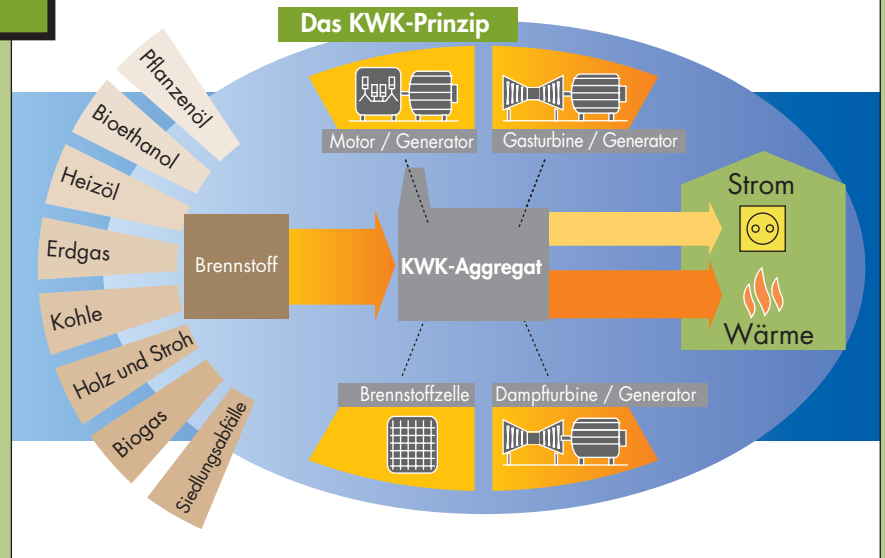 Das KWK-Prinzip
Pflanzenöl
Bioethanol
Heizöl
Erdgas
Kohle
Holz und Stroh
Biogas
Siedlungsabfälle
Brennstoff
Motor / Generator
Gasturbine / Generator
KWK-Aggregat
Brennstoffzelle
Dampfturbine / Generator
Strom
Wärme